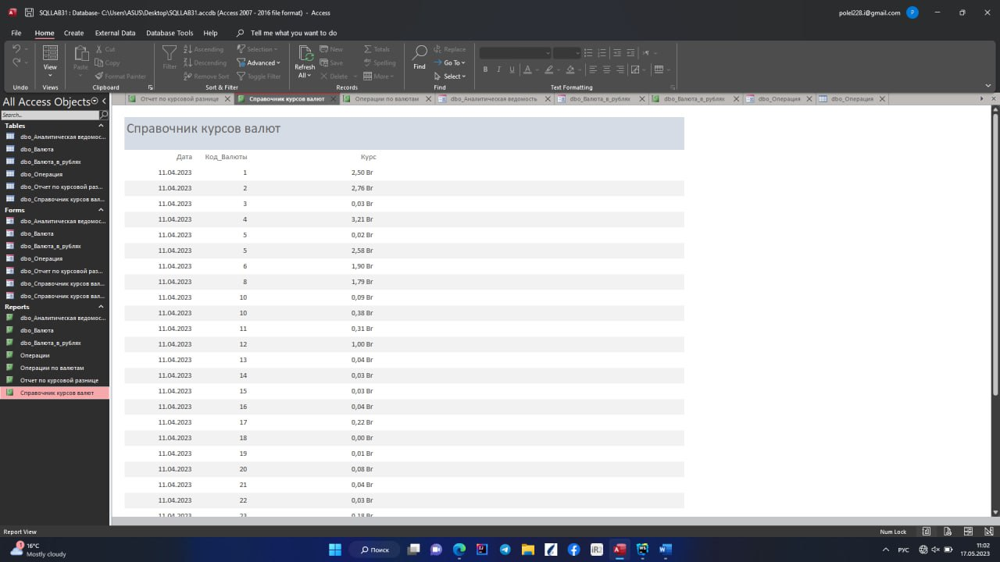 SQLLAB31 : Database- C:\Users\ASUS\Desktop\SQLLAB31.accdb (Access 2007 - 2016 file format) - Access
polel228.i@gmail.com
P
File Home Create External Data Database Tools Help Tell me what you want to do
View
Paste
Cut
Copy
Format Painter
Filter
Ascending
Descending
Remove Sort
Selection
Advanced
Toggle Filter
Refresh All
New
Save
Delete
Totals
Spelling
More
Find
Replace
Go To
Select
B I U
A
Undo Views Clipboard Sort & Filter Records Find Text Formatting
All Access Objects
Search...
Tables
dbo_Аналитическая ведомос...
dbo_Валюта
dbo_Валюта_в_рублях
dbo_Операция
dbo_Отчет по курсовой раз...
dbo_Справочник курсов вал...
Forms
dbo_Аналитическая ведомос...
dbo_Валюта
dbo_Валюта_в_рублях
dbo_Операция
dbo_Отчет по курсовой раз...
dbo_Справочник курсов вал...
dbo_Справочник курсов вал...
Reports
dbo_Аналитическая ведомос...
dbo_Валюта
dbo_Валюта_в_рублях
Операции
Операции по валютам
Отчет по курсовой разнице
Справочник курсов валют
Отчет по курсовой разнице Справочник курсов валют Операции по валютам dbo_Аналитическая ведомость dbo_Валюта_в_рублях dbo_Валюта_в_рублях dbo_Операция dbo_Операция
Справочник курсов валют
Дата Код_Валюты Курс
11.04.2023 1 2,50 Br
11.04.2023 2 2,76 Br
11.04.2023 3 0,03 Br
11.04.2023 4 3,21 Br
11.04.2023 5 0,02 Br
11.04.2023 5 2,58 Br
11.04.2023 6 1,90 Br
11.04.2023 8 1,79 Br
11.04.2023 10 0,09 Br
11.04.2023 10 0,38 Br
11.04.2023 11 0,31 Br
11.04.2023 12 1,00 Br
11.04.2023 13 0,04 Br
11.04.2023 14 0,03 Br
11.04.2023 15 0,03 Br
11.04.2023 16 0,04 Br
11.04.2023 17 0,22 Br
11.04.2023 18 0,00 Br
11.04.2023 19 0,01 Br
11.04.2023 20 0,08 Br
11.04.2023 21 0,04 Br
11.04.2023 22 0,03 Br
11.04.2023 23 0,18 Br
Report View
Num Lock
1
16°C
Mostly cloudy
Поиск
iR2
РУС
11:02
17.05.2023